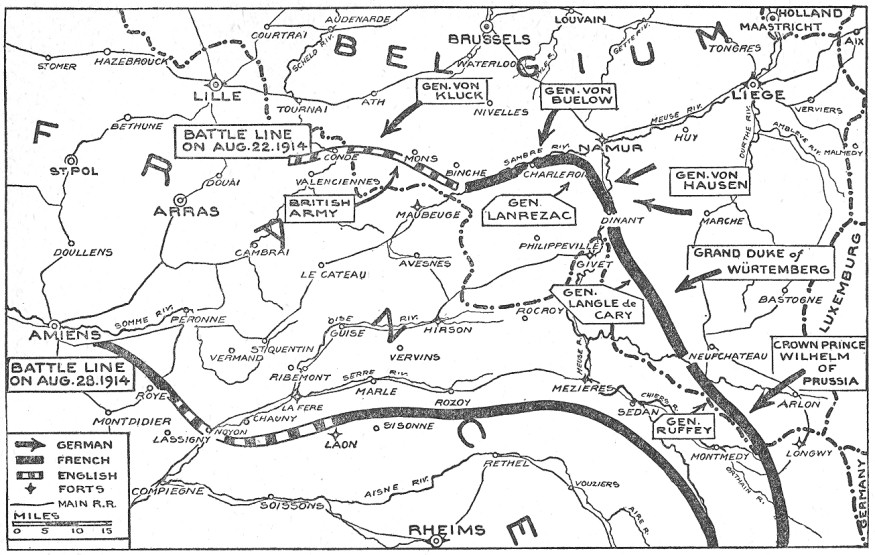 HOLLAND
MAASTRICHT
AUDENARDE
LOUVAIN
COURTRAI
BRUSSELS
SCHELD RIV.
GETTE RIV.
TONGRES
AIX
BELGIUM
ST.OMER
HAZEBROUCK
WATERLOO
LILLE
TOURNAI
ATH
GEN. VON
KLUCK
NIVELLES
GEN. VON
BUELOW
LIEGE
VERVIERS
MEUSE RIV.
HUY
OURTHE RIV.
AMBLEVE RIV.
MALMEDY
BETHUNE
BATTLE LINE
ON AUG.22.1914
CONDE
MONS
BINCHE
SAMBRE RIV.
NAMUR
CHARLEROI
ST.POL
DOUAI
VALENCIENNES
ARRAS
BRITISH
ARMY
MAUBEUGE
GEN.
LANREZAC
GEN. VON
HAUSEN
DINANT
MARCHE
FRANCE
DOULLENS
CAMBRAI
LE CATEAU
AVESNES
PHILIPPEVILLE
GIVET
GRAND DUKE of
WÜRTEMBERG
LUXEMBURG
GEN.
LANGLE de
CARY
BASTOGNE
SOMME RIV.
PERONNE
OISE
RIV.
GUISE
HIRSON
ROCROY
AMIENS
ST QUENTIN
VERMAND
VERVINS
MEUSE R.
NEUFCHATEAU
CROWN PRINCE
WILHELM
OF
PRUSSIA
BATTLE LINE
ON AUG.28.1914
RIBEMONT
SERRE RIV.
MARLE
ROZOY
MEZIERES
ROYE
LA FERE
CHIERS R.
SEDAN
ARLON
MONTDIDIER
LASSIGNY
NOYON
CHAUNY
LAON
SISONNE
GEN.
RUFFEY
MONTMEDY
LONGWY
GERMAN
FRENCH
ENGLISH
FORTS
MAIN R.R.
MILES
0 5 10 15
COMPIEGNE
SOISSONS
AISNE RIV.
RETHEL
VOUZIERS
AIRE R.
RHEIMS
GERMANY